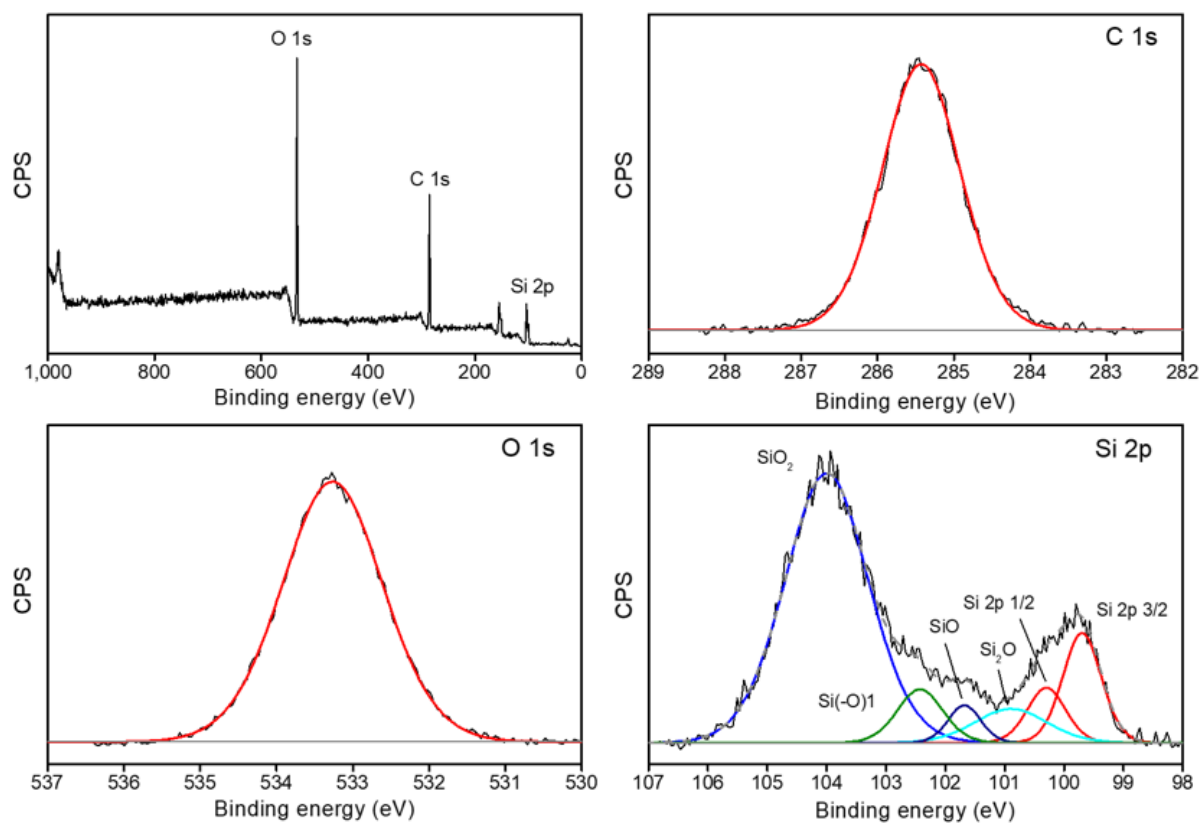 O 1s
C 1s
Si 2p
CPS
1,000 800 600 400 200 0
Binding energy (eV)
C 1s
CPS
289 288 287 286 285 284 283 282
Binding energy (eV)
O 1s
CPS
537 536 535 534 533 532 531 530
Binding energy (eV)
Si 2p
SiO₂
Si 2p 1/2
Si 2p 3/2
SiO
Si₂O
Si(-O)1
CPS
107 106 105 104 103 102 101 100 99 98
Binding energy (eV)